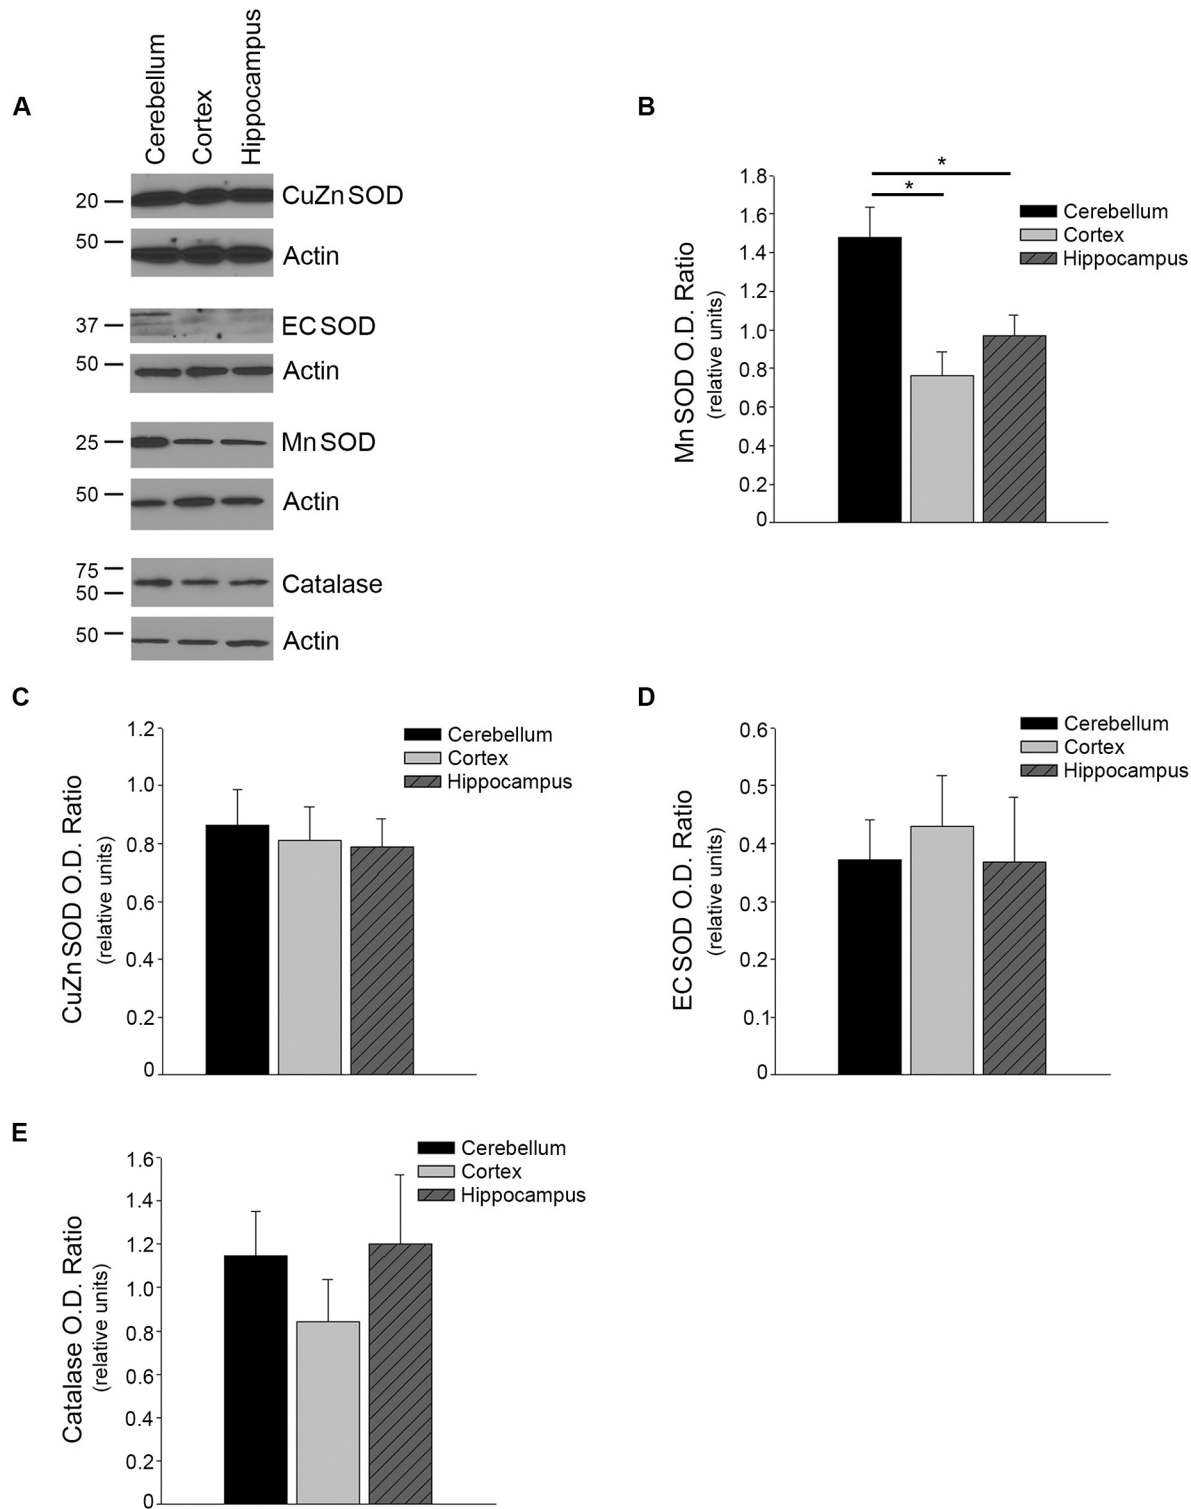 A
Cerebellum
Cortex
Hippocampus
20
CuZn SOD
50
Actin
37
EC SOD
50
Actin
25
Mn SOD
50
Actin
75
50
Catalase
50
Actin
B
Mn SOD O.D. Ratio
(relative units)
1.8
1.6
1.4
1.2
1.0
0.8
0.6
0.4
0.2
0
*
*
Cerebellum
Cortex
Hippocampus
C
CuZn SOD O.D. Ratio
(relative units)
1.2
1.0
0.8
0.6
0.4
0.2
0
Cerebellum
Cortex
Hippocampus
D
EC SOD O.D. Ratio
(relative units)
0.6
0.5
0.4
0.3
0.2
0.1
0
Cerebellum
Cortex
Hippocampus
E
Catalase O.D. Ratio
(relative units)
1.6
1.4
1.2
1.0
0.8
0.6
0.4
0.2
0
Cerebellum
Cortex
Hippocampus